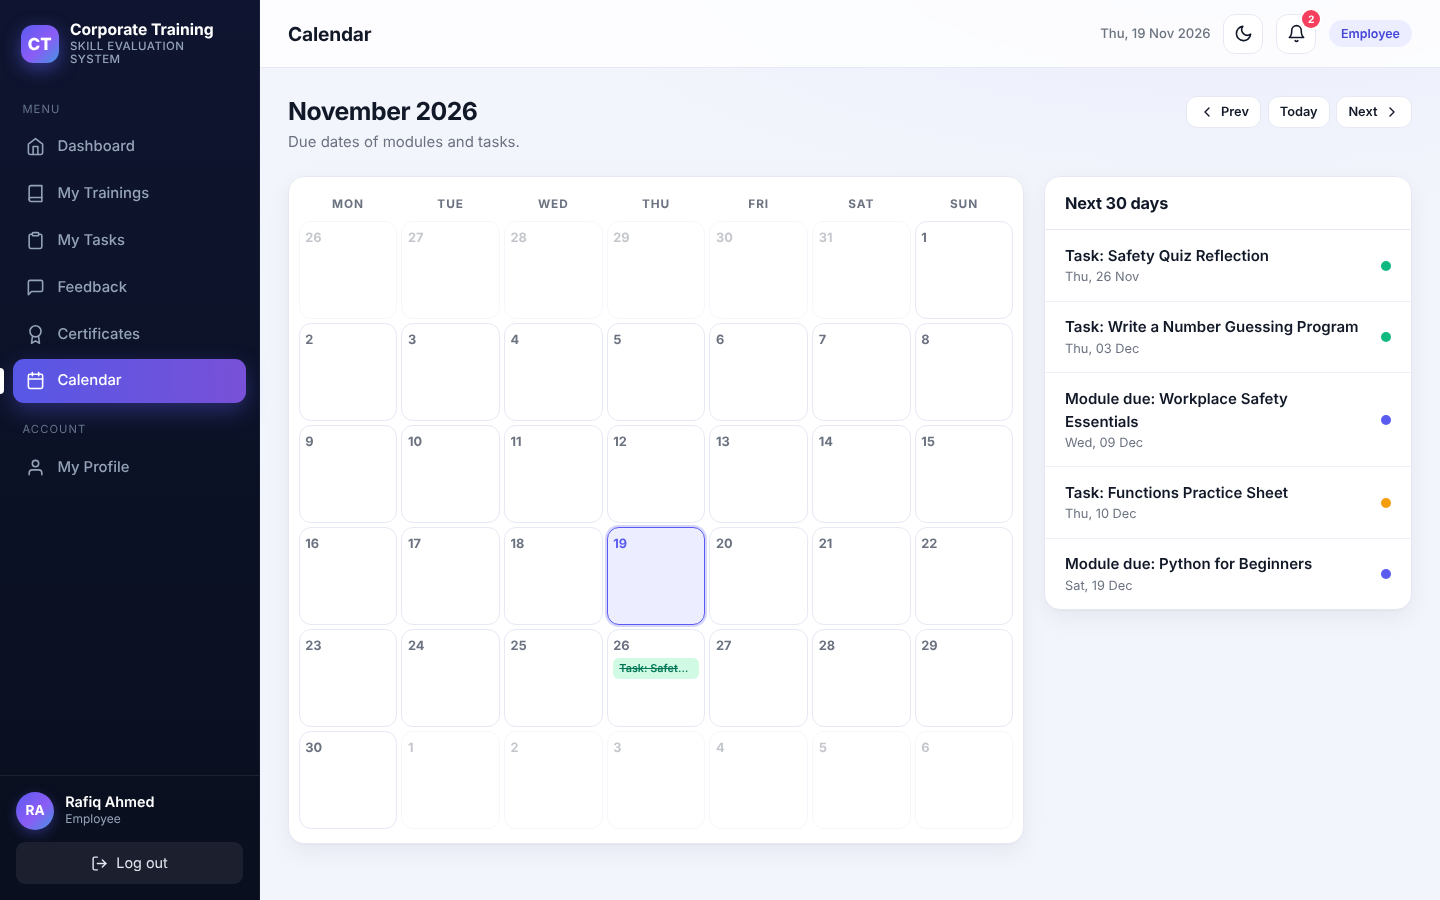 CT
Corporate Training
SKILL EVALUATION
SYSTEM
MENU
Dashboard
My Trainings
My Tasks
Feedback
Certificates
Calendar
ACCOUNT
My Profile
RA
Rafiq Ahmed
Employee
Log out
Calendar
Thu, 19 Nov 2026
2
Employee
November 2026
Due dates of modules and tasks.
Prev
Today
Next
MON TUE WED THU FRI SAT SUN
26 27 28 29 30 31 1
2 3 4 5 6 7 8
9 10 11 12 13 14 15
16 17 18 19 20 21 22
23 24 25 26 27 28 29
Task: Safet...
30 1 2 3 4 5 6
Next 30 days
Task: Safety Quiz Reflection
Thu, 26 Nov
Task: Write a Number Guessing Program
Thu, 03 Dec
Module due: Workplace Safety
Essentials
Wed, 09 Dec
Task: Functions Practice Sheet
Thu, 10 Dec
Module due: Python for Beginners
Sat, 19 Dec